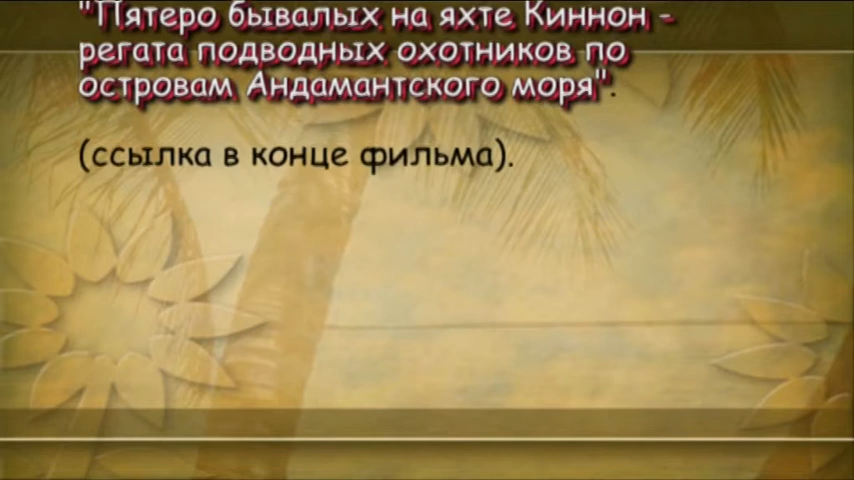 "Пятеро бывалых на яхте Киннон -
регата подводных охотников по
островам Андамантского моря".
(ссылка в конце фильма).